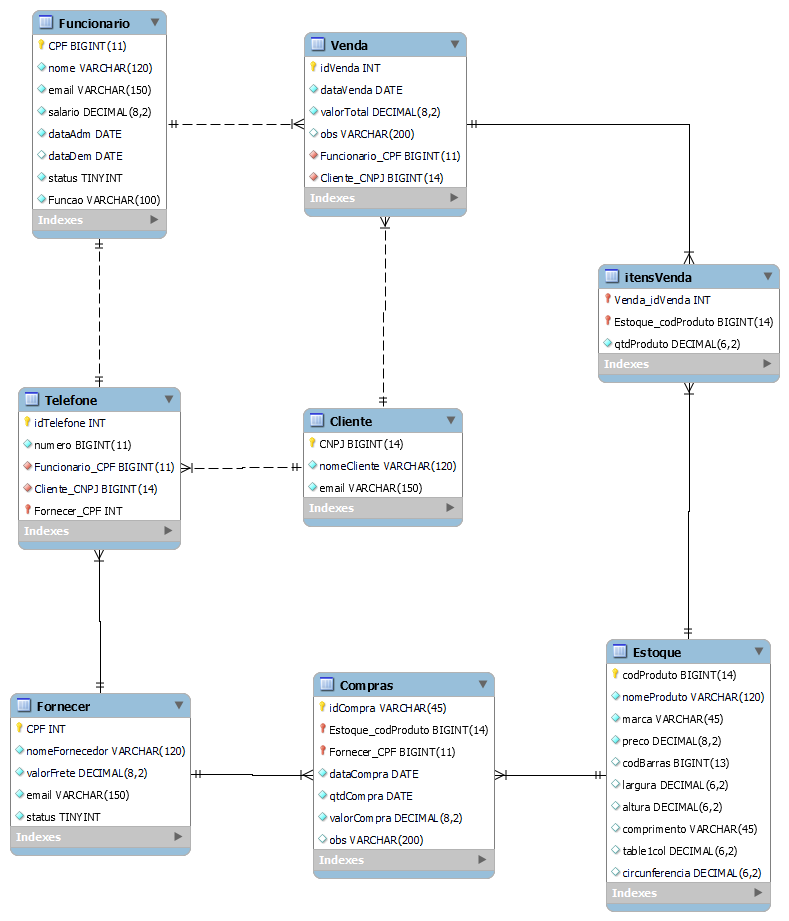 Funcionario
CPF BIGINT(11)
nome VARCHAR(120)
email VARCHAR(150)
salario DECIMAL(8,2)
dataAdm DATE
dataDem DATE
status TINYINT
Funcao VARCHAR(100)
Indexes
Venda
idVenda INT
dataVenda DATE
valorTotal DECIMAL(8,2)
obs VARCHAR(200)
Funcionario_CPF BIGINT(11)
Cliente_CNPJ BIGINT(14)
Indexes
itensVenda
Venda_idVenda INT
Estoque_codProduto BIGINT(14)
qtdProduto DECIMAL(6,2)
Indexes
Telefone
idTelefone INT
numero BIGINT(11)
Funcionario_CPF BIGINT(11)
Cliente_CNPJ BIGINT(14)
Fornecer_CPF INT
Indexes
Cliente
CNPJ BIGINT(14)
nomeCliente VARCHAR(120)
email VARCHAR(150)
Indexes
Fornecer
CPF INT
nomeFornecedor VARCHAR(120)
valorFrete DECIMAL(8,2)
email VARCHAR(150)
status TINYINT
Indexes
Compras
idCompra VARCHAR(45)
Estoque_codProduto BIGINT(14)
Fornecer_CPF BIGINT(11)
dataCompra DATE
qtdCompra DATE
valorCompra DECIMAL(8,2)
obs VARCHAR(200)
Indexes
Estoque
codProduto BIGINT(14)
nomeProduto VARCHAR(120)
marca VARCHAR(45)
preco DECIMAL(8,2)
codBarras BIGINT(13)
largura DECIMAL(6,2)
altura DECIMAL(6,2)
comprimento VARCHAR(45)
table1col DECIMAL(6,2)
circunferencia DECIMAL(6,2)
Indexes